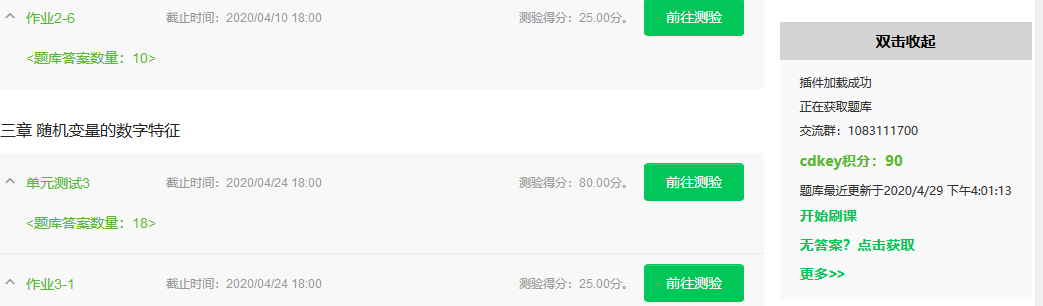 作业2-6 截止时间：2020/04/10 18:00 测验得分：25.00分。 前往测验
<题库答案数量：10>
三章 随机变量的数字特征
单元测试3 截止时间：2020/04/24 18:00 测验得分：80.00分。 前往测验
<题库答案数量：18>
作业3-1 截止时间：2020/04/24 18:00 测验得分：25.00分。 前往测验
双击收起
插件加载成功
正在获取题库
交流群：1083111700
cdkey积分：90
题库最近更新于2020/4/29 下午4:01:13
开始刷课
无答案？点击获取
更多>>